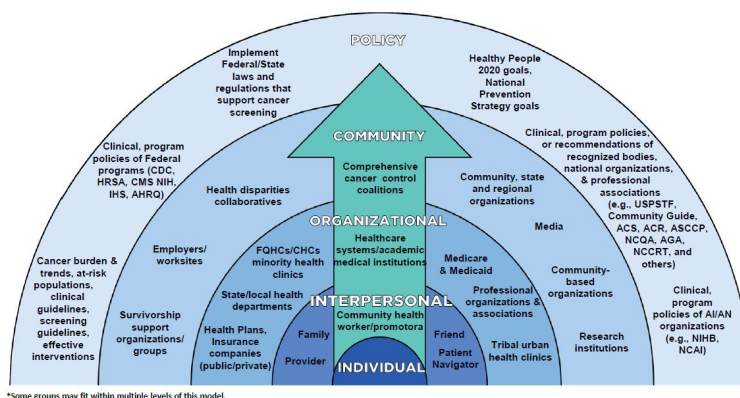 POLICY
Implement
Federal/State
laws and
regulations that
support cancer
screening
Healthy People
2020 goals,
National
Prevention
Strategy goals
Clinical, program
policies of Federal
programs (CDC,
HRSA, CMS NIH,
IHS, AHRQ)
Clinical, program policies,
or recommendations of
recognized bodies,
national organizations,
& professional
associations
(e.g., USPSTF,
Community Guide,
ACS, ACR, ASCCP,
NCQA, AGA,
NCCRT, and
others)
Cancer burden &
trends, at-risk
populations,
clinical
guidelines,
screening
guidelines,
effective
interventions
Clinical,
program
policies of AI/AN
organizations
(e.g., NIHB,
NCAI)
COMMUNITY
Comprehensive
cancer control
coalitions
Health disparities
collaboratives
Community, state
and regional
organizations
Employers/
worksites
Media
Community-
based
organizations
Survivorship
support
organizations/
groups
Research
institutions
ORGANIZATIONAL
Healthcare
systems/academic
medical institutions
FQHCs/CHCs
minority health
clinics
Medicare
& Medicaid
State/local health
departments
Professional
organizations &
associations
Health Plans,
Insurance
companies
(public/private)
Tribal urban
health clinics
INTERPERSONAL
Community health
worker/promotora
Family
Friend
Provider
Patient
Navigator
INDIVIDUAL
*Some groups may fit within multiple levels of this model.